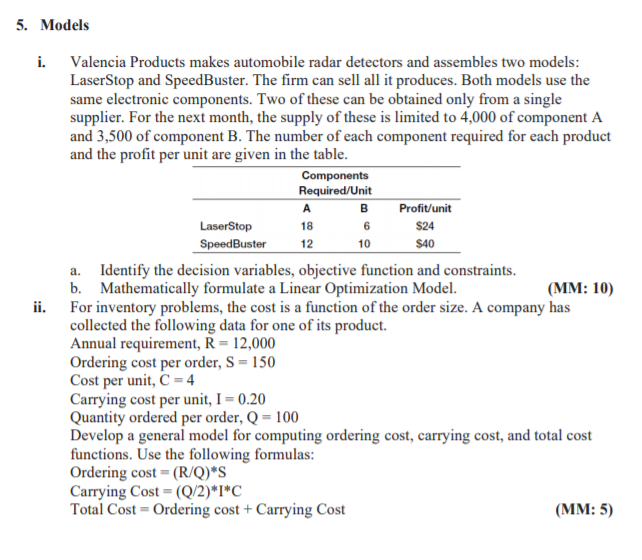 5. Models
i. Valencia Products makes automobile radar detectors and assembles two models:
LaserStop and SpeedBuster. The firm can sell all it produces. Both models use the
same electronic components. Two of these can be obtained only from a single
supplier. For the next month, the supply of these is limited to 4,000 of component A
and 3,500 of component B. The number of each component required for each product
and the profit per unit are given in the table.
Components
Required/Unit
A B Profit/unit
LaserStop 18 6 $24
SpeedBuster 12 10 $40
a. Identify the decision variables, objective function and constraints.
b. Mathematically formulate a Linear Optimization Model. (MM: 10)
ii. For inventory problems, the cost is a function of the order size. A company has
collected the following data for one of its product.
Annual requirement, R = 12,000
Ordering cost per order, S = 150
Cost per unit, C = 4
Carrying cost per unit, I = 0.20
Quantity ordered per order, Q = 100
Develop a general model for computing ordering cost, carrying cost, and total cost
functions. Use the following formulas:
Ordering cost = (R/Q)*S
Carrying Cost = (Q/2)*I*C
Total Cost = Ordering cost + Carrying Cost (MM: 5)